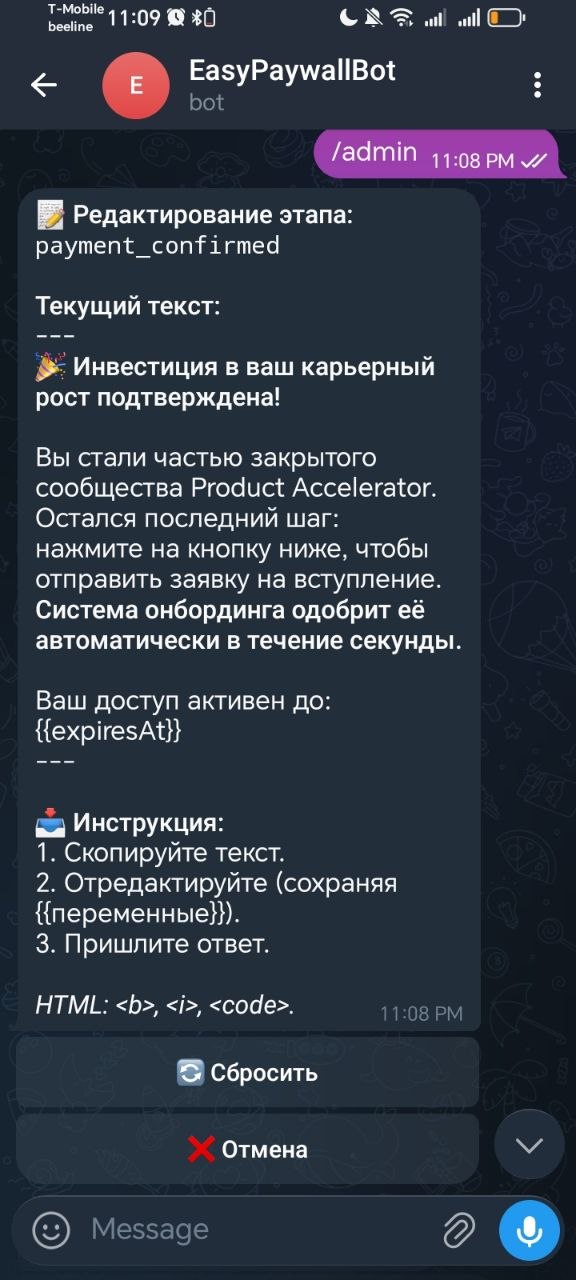 T-Mobile
beeline
11:09
EasyPaywallBot
E
bot
/admin
11:08 PM
Редактирование этапа:
payment_confirmed
Текущий текст:
---
Инвестиция в ваш карьерный
рост подтверждена!
Вы стали частью закрытого
сообщества Product Accelerator.
Остался последний шаг:
нажмите на кнопку ниже, чтобы
отправить заявку на вступление.
Система онбординга одобрит её
автоматически в течение секунды.
Ваш доступ активен до:
{{expiresAt}}
---
Инструкция:
1. Скопируйте текст.
2. Отредактируйте (сохраняя
{{переменные}}).
3. Пришлите ответ.
HTML: <b>, <i>, <code>.
11:08 PM
Сбросить
Отмена
Message